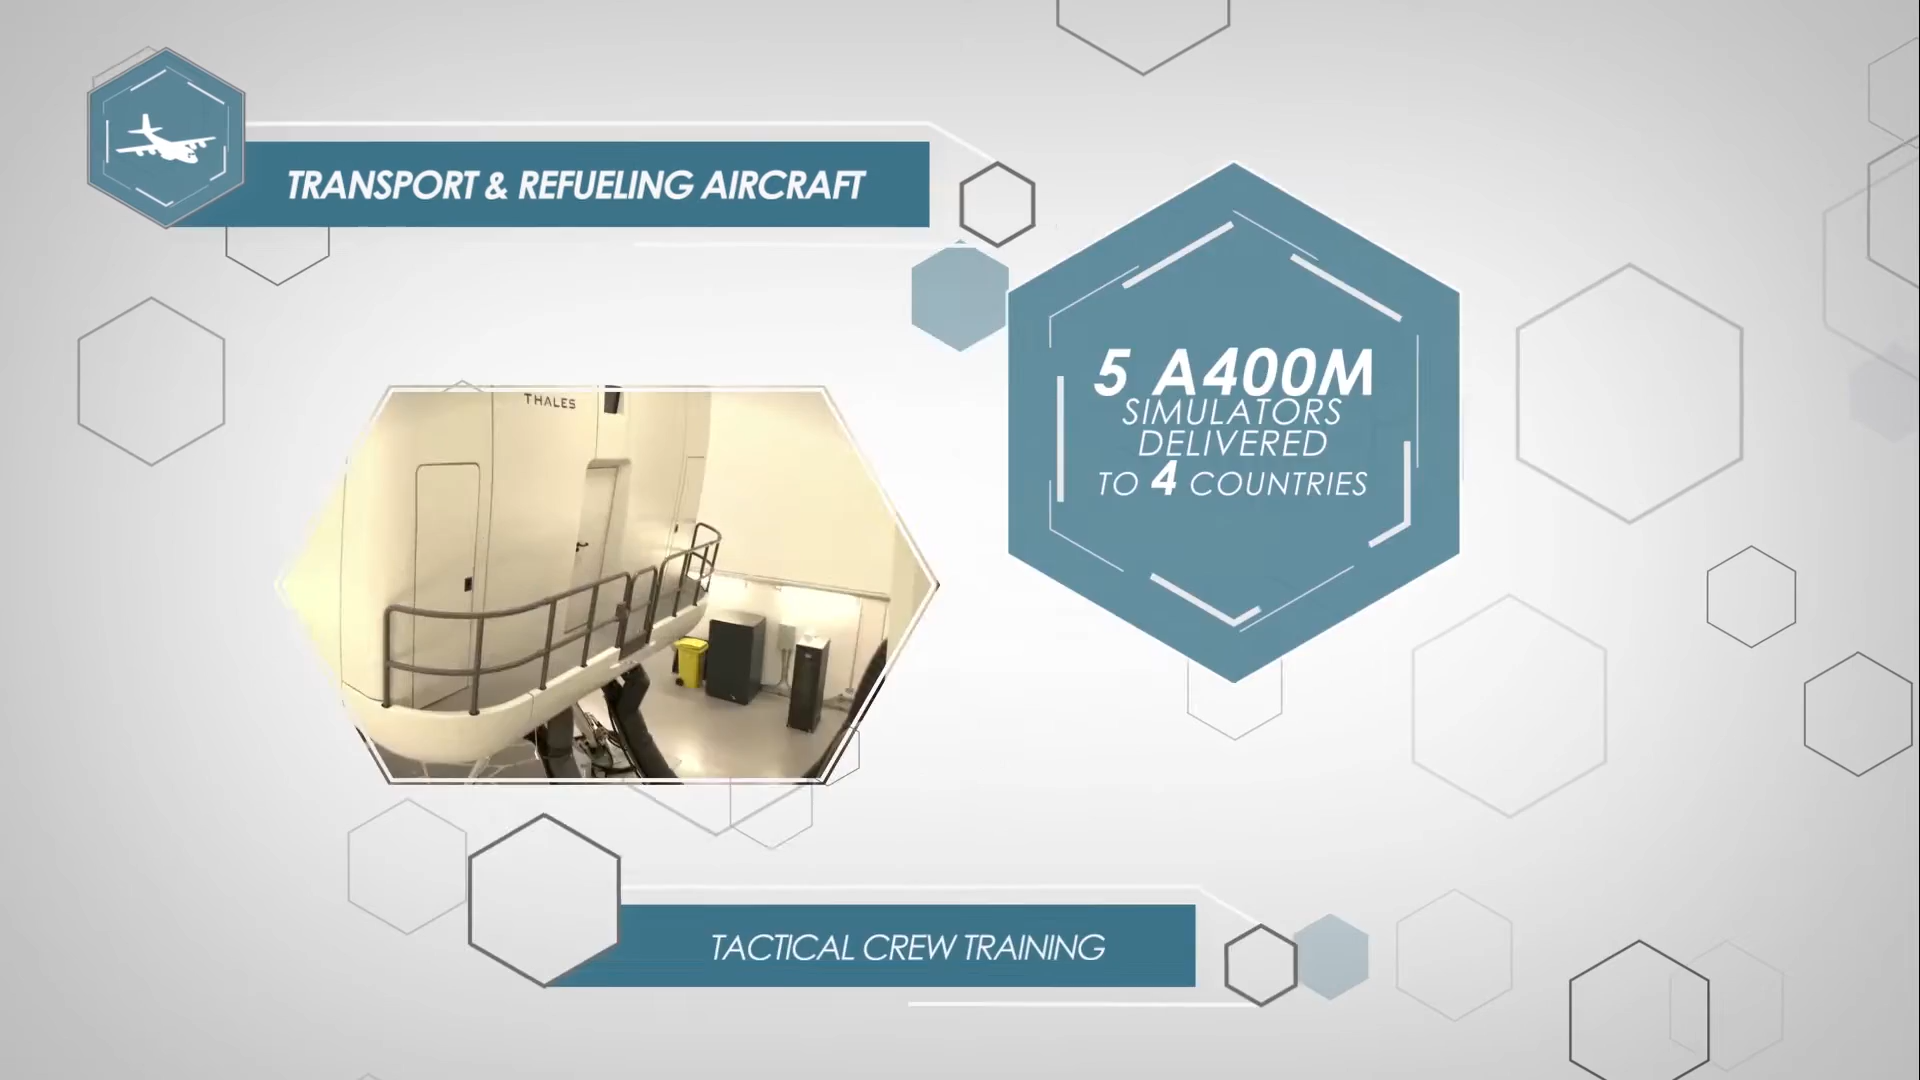 TRANSPORT & REFUELING AIRCRAFT
5 A400M
SIMULATORS
DELIVERED
TO 4 COUNTRIES
THALES
TACTICAL CREW TRAINING